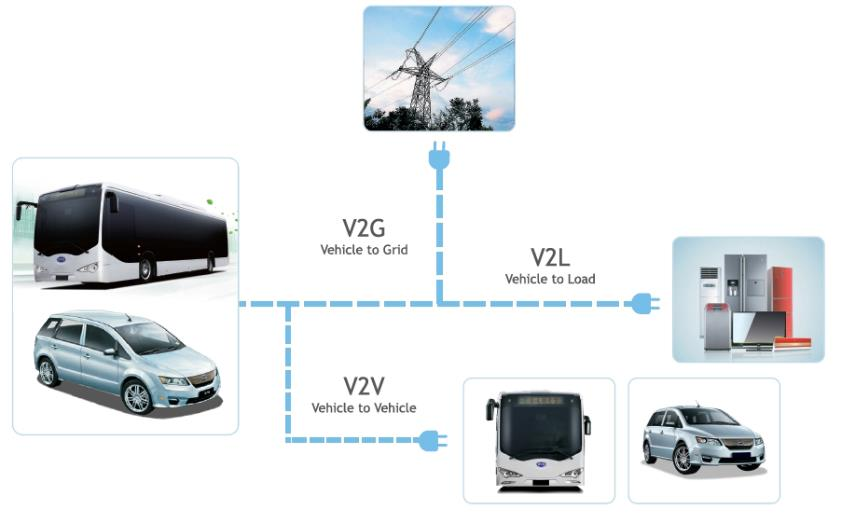 V2G
Vehicle to Grid
V2L
Vehicle to Load
V2V
Vehicle to Vehicle